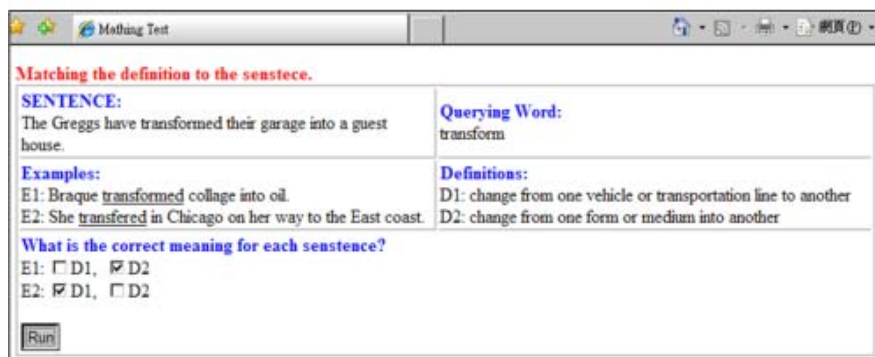 Mathing Test
網頁(P)
Matching the definition to the senstece.
SENTENCE:
The Greggs have transformed their garage into a guest
house.
Querying Word:
transform
Examples:
E1: Braque transformed collage into oil.
E2: She transfered in Chicago on her way to the East coast.
Definitions:
D1: change from one vehicle or transportation line to another
D2: change from one form or medium into another
What is the correct meaning for each senstence?
E1: D1, D2
E2: D1, D2
Run